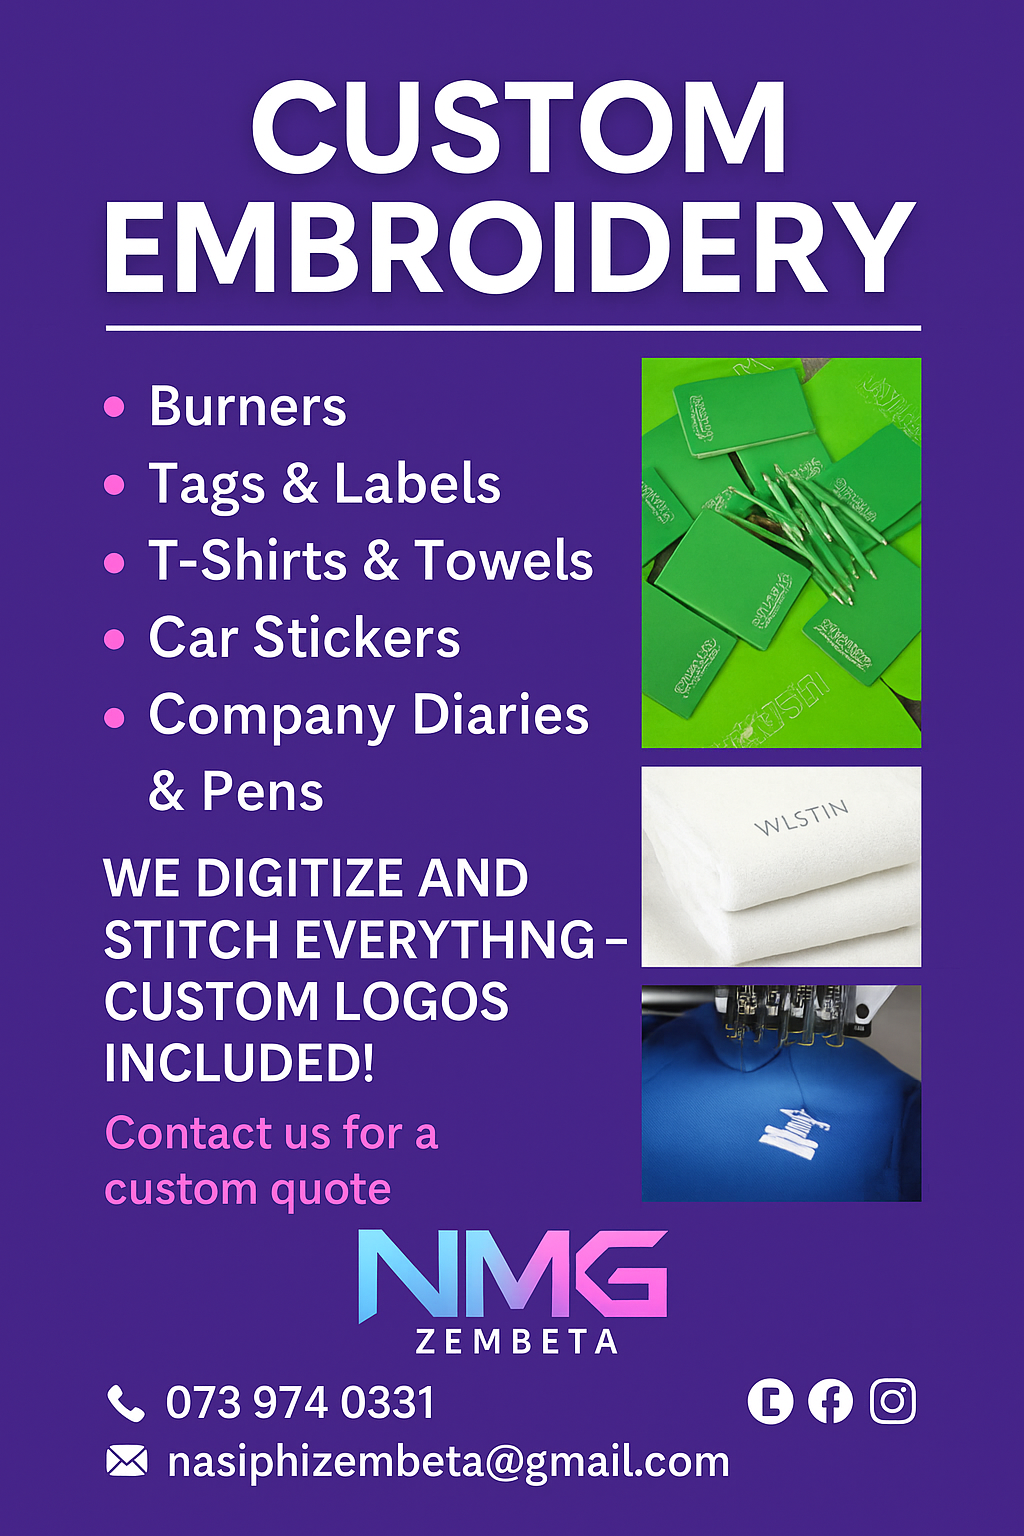 CUSTOM
EMBROIDERY
• Burners
• Tags & Labels
• T-Shirts & Towels
• Car Stickers
• Company Diaries
& Pens
WE DIGITIZE AND
STITCH EVERYTHNG –
CUSTOM LOGOS
INCLUDED!
Contact us for a
custom quote
WLSTIN
NMG
ZEMBETA
073 974 0331
nasiphizembeta@gmail.com